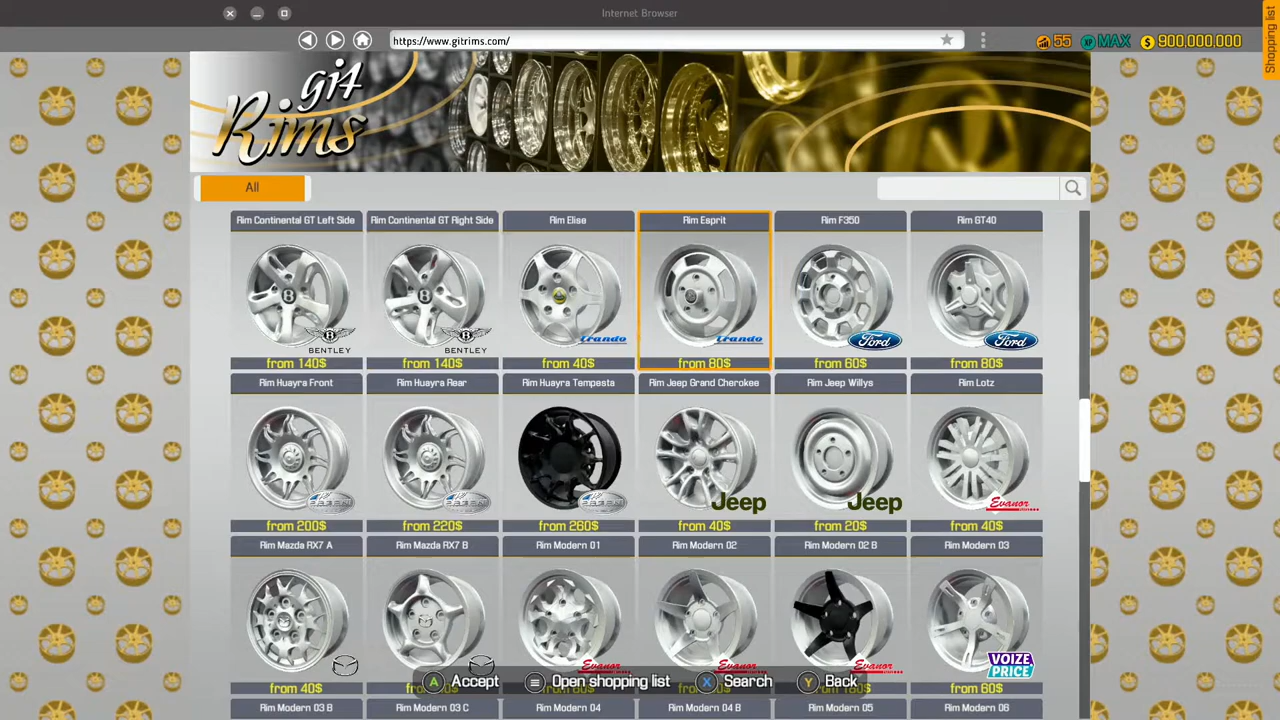 Internet Browser
https://www.gitrims.com/
55 XP MAX $ 900,000,000
Shopping list
git
Rims
All
Rim Continental GT Left Side
Rim Continental GT Right Side
Rim Elise
Rim Esprit
Rim F350
Rim GT40
BENTLEY
BENTLEY
Ford
Ford
from 140$
from 140$
from 40$
from 80$
from 60$
from 80$
Rim Huayra Front
Rim Huayra Rear
Rim Huayra Tempesta
Rim Jeep Grand Cherokee
Rim Jeep Willys
Rim Lotz
Jeep
Jeep
Evanor
from 200$
from 220$
from 260$
from 40$
from 20$
from 40$
Rim Mazda RX7 A
Rim Mazda RX7 B
Rim Modern 01
Rim Modern 02
Rim Modern 02 B
Rim Modern 03
Evanor
Evanor
Evanor
VOIZE PRICE
from 40$
from 60$
A Accept
Open shopping list
X Search
Y Back
Rim Modern 03 B
Rim Modern 03 C
Rim Modern 04
Rim Modern 04 B
Rim Modern 05
Rim Modern 06